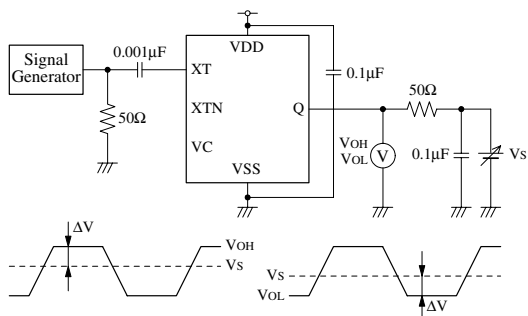 Signal
Generator
0.001µF
50Ω
VDD
XT
XTN
VC
VSS
Q
0.1µF
50Ω
VOH
VOL
V
0.1µF
VS
ΔV
VOH
VS
VS
VOL
ΔV